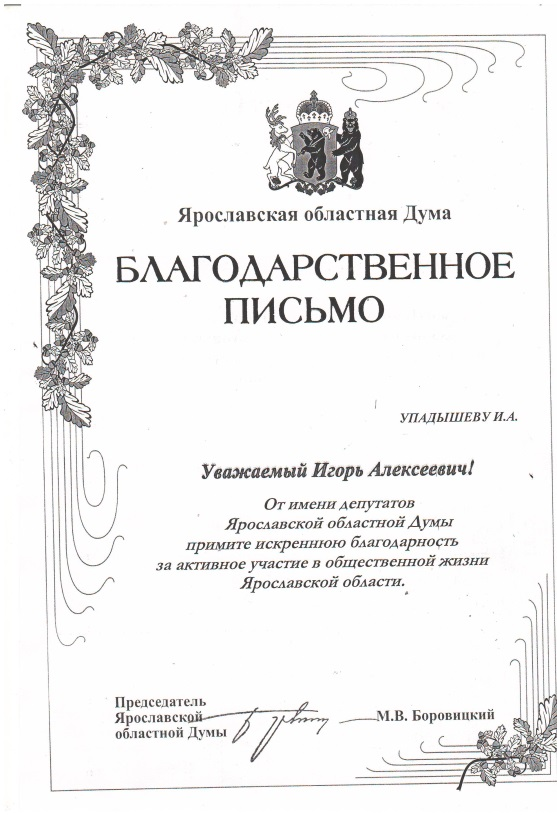 Ярославская областная Дума
БЛАГОДАРСТВЕННОЕ
ПИСЬМО
УПАДЫШЕВУ И.А.
Уважаемый Игорь Алексеевич!
От имени депутатов
Ярославской областной Думы
примите искреннюю благодарность
за активное участие в общественной жизни
Ярославской области.
Председатель
Ярославской
областной Думы
М.В. Боровицкий